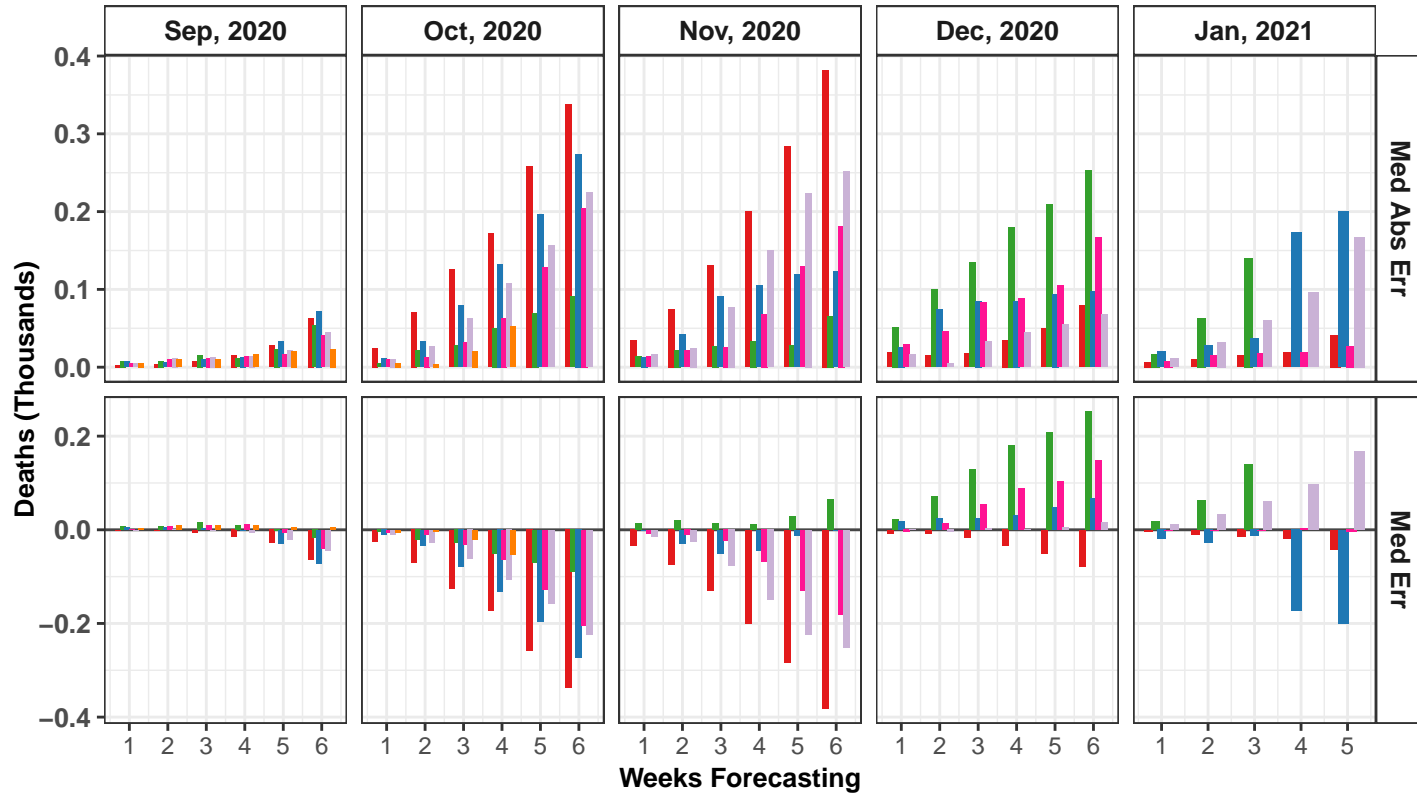 Sep, 2020 Oct, 2020 Nov, 2020 Dec, 2020 Jan, 2021
0.4
0.3
0.2
0.1
0.0
Med Abs Err
Deaths (Thousands)
0.2
0.0
−0.2
−0.4
Med Err
1 2 3 4 5 6 1 2 3 4 5 6 1 2 3 4 5 6 1 2 3 4 5 6 1 2 3 4 5
Weeks Forecasting